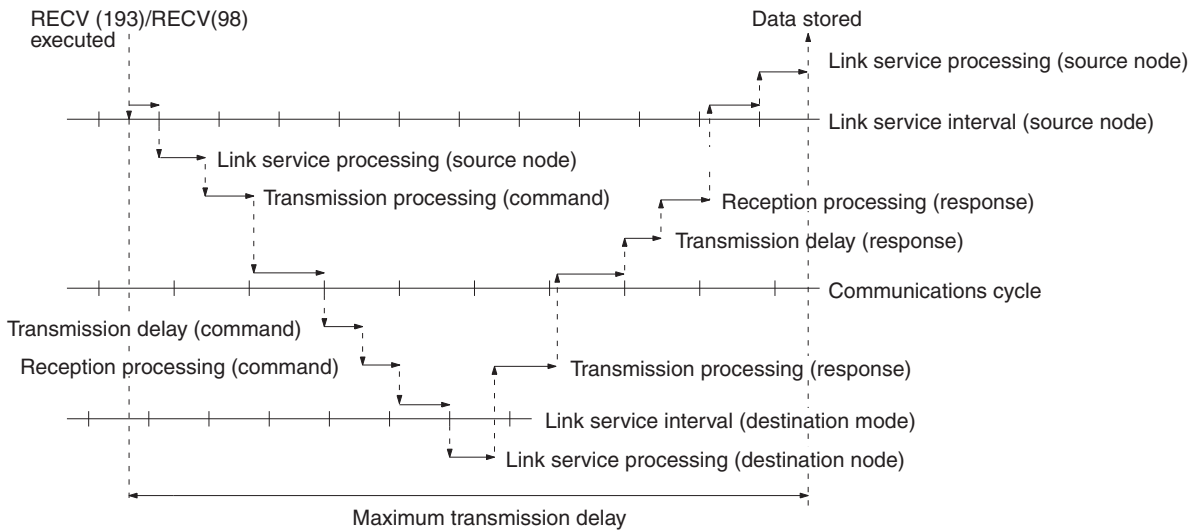 RECV (193)/RECV(98)
executed
Data stored
Link service processing (source node)
Link service interval (source node)
Link service processing (source node)
Transmission processing (command)
Reception processing (response)
Transmission delay (response)
Communications cycle
Transmission delay (command)
Reception processing (command)
Transmission processing (response)
Link service interval (destination mode)
Link service processing (destination node)
Maximum transmission delay